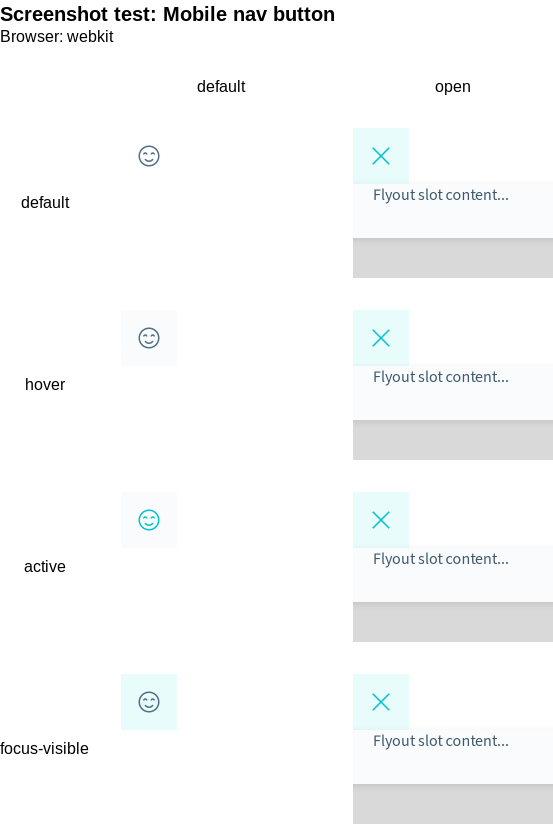 Screenshot test: Mobile nav button
Browser: webkit
default open
Flyout slot content...
default
Flyout slot content...
hover
Flyout slot content...
active
Flyout slot content...
focus-visible